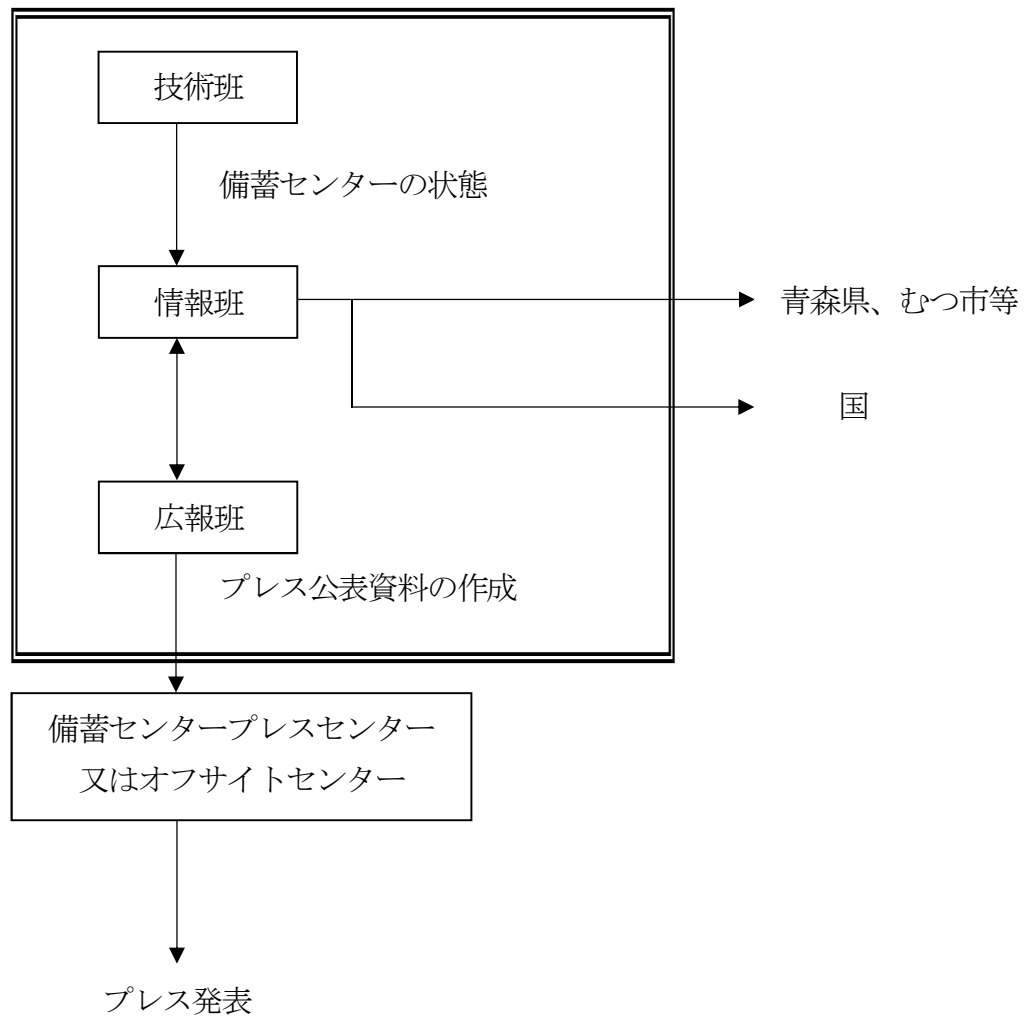 技術班
備蓄センターの状態
情報班
青森県、むつ市等
国
広報班
プレス公表資料の作成
備蓄センタープレスセンター
又はオフサイトセンター
プレス発表